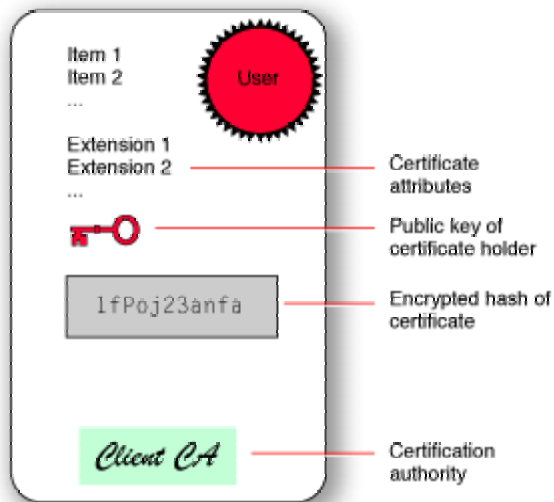 Item 1
Item 2
...
User
Extension 1
Extension 2
...
Certificate
attributes
Public key of
certificate holder
1fPoj23anfa
Encrypted hash of
certificate
Client CA
Certification
authority